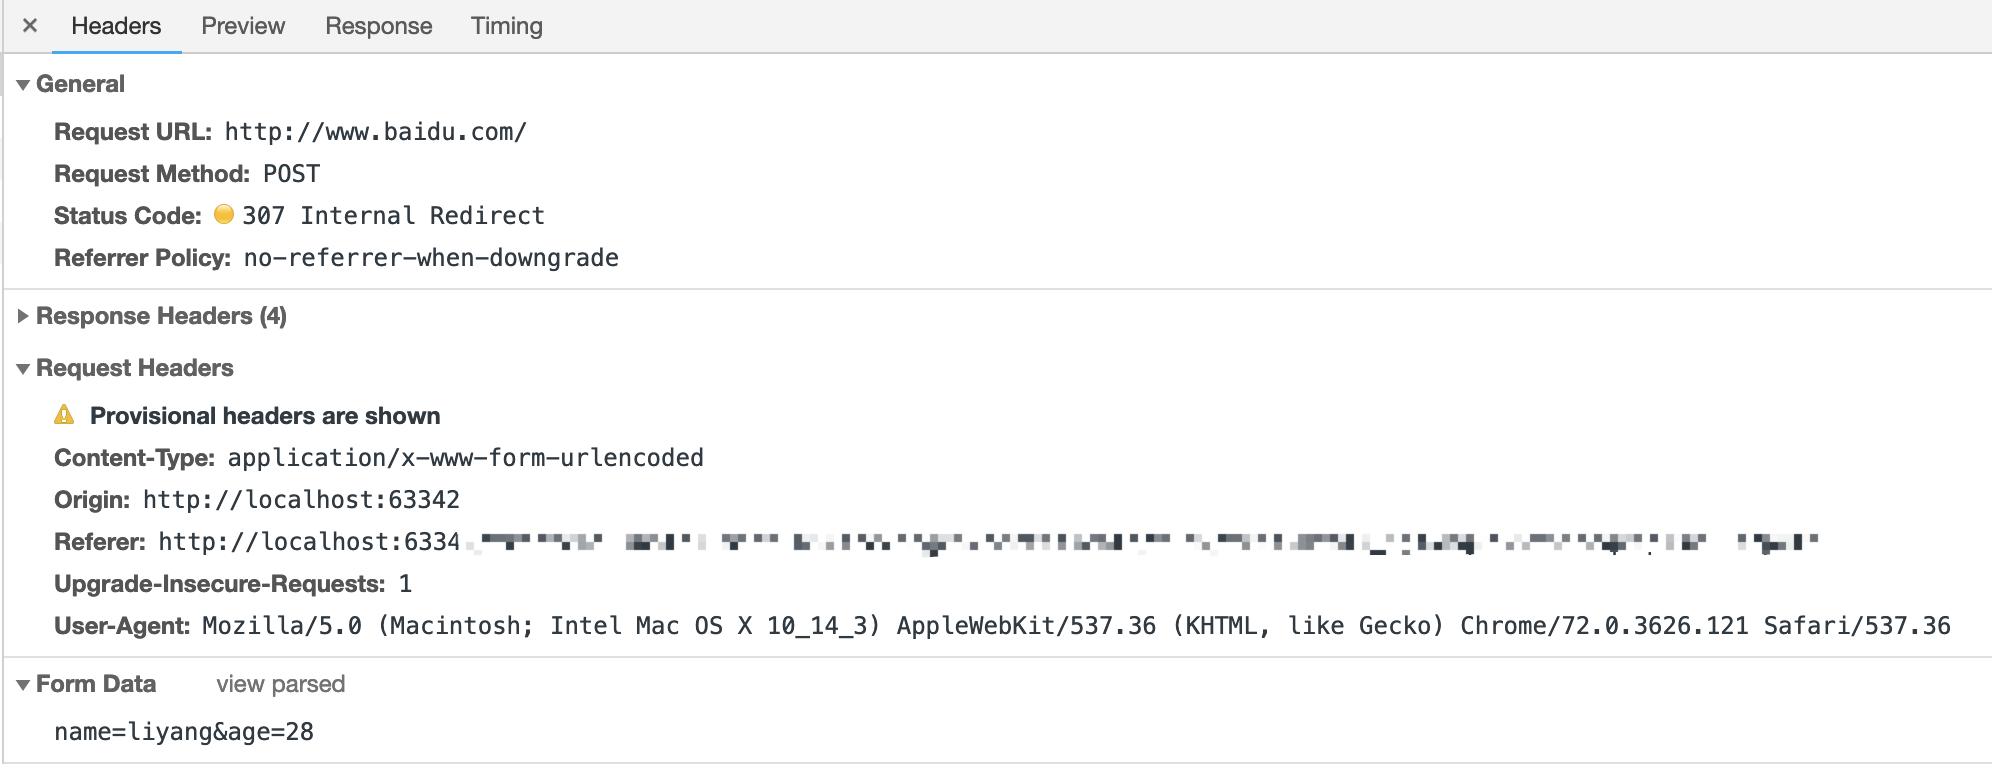 × Headers Preview Response Timing
General
Request URL: http://www.baidu.com/
Request Method: POST
Status Code: 307 Internal Redirect
Referrer Policy: no-referrer-when-downgrade
Response Headers (4)
Request Headers
Provisional headers are shown
Content-Type: application/x-www-form-urlencoded
Origin: http://localhost:63342
Referer: http://localhost:6334
Upgrade-Insecure-Requests: 1
User-Agent: Mozilla/5.0 (Macintosh; Intel Mac OS X 10_14_3) AppleWebKit/537.36 (KHTML, like Gecko) Chrome/72.0.3626.121 Safari/537.36
Form Data view parsed
name=liyang&age=28